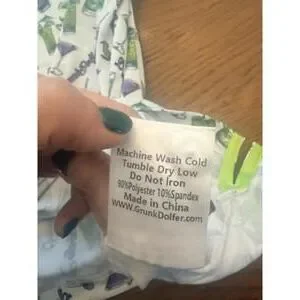 Machine Wash Cold
Tumble Dry Low
Do Not Iron
90%Polyester 10%Spandex
Made in China
www.GrunkDolfer.com